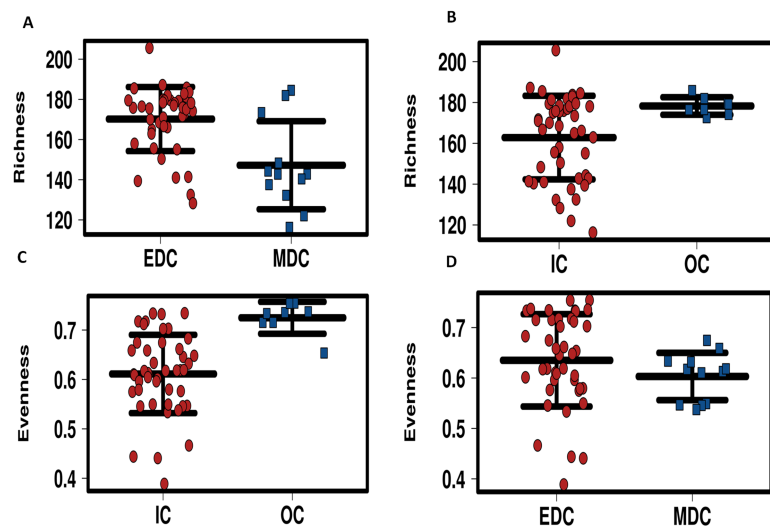 A
Richness
200
180
160
140
120
EDC MDC
B
Richness
200
180
160
140
120
IC OC
C
Evenness
0.7
0.6
0.5
0.4
IC OC
D
Evenness
0.7
0.6
0.5
0.4
EDC MDC